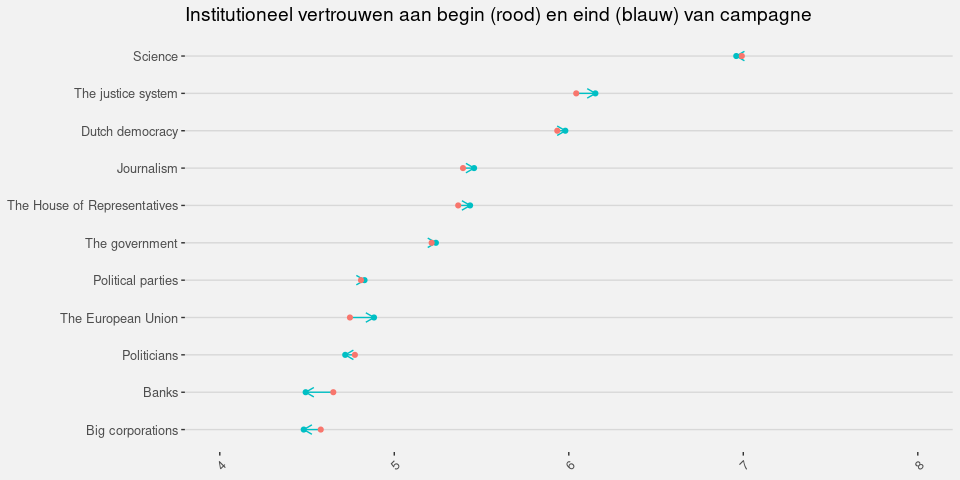 Institutioneel vertrouwen aan begin (rood) en eind (blauw) van campagne
Science
The justice system
Dutch democracy
Journalism
The House of Representatives
The government
Political parties
The European Union
Politicians
Banks
Big corporations
4 5 6 7 8